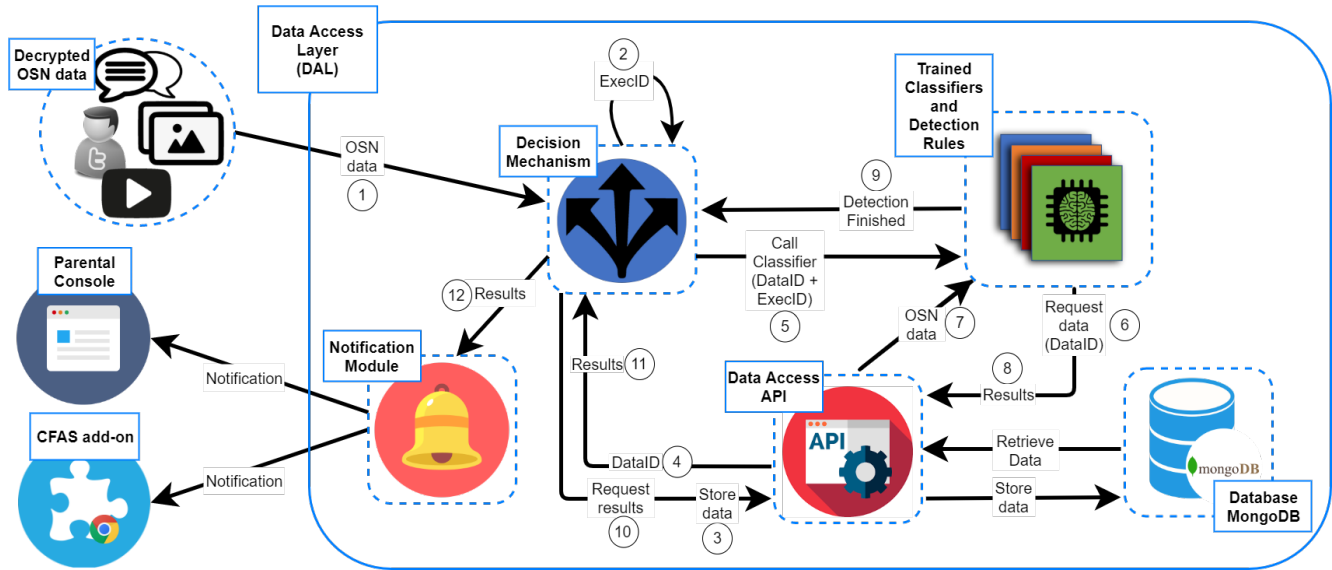 Decrypted
OSN data
Data Access
Layer
(DAL)
2
ExecID
Trained
Classifiers
and
Detection
Rules
OSN
data
1
Decision
Mechanism
9
Detection
Finished
Call
Classifier
(DataID +
ExecID)
5
Parental
Console
12
Results
OSN
data
7
Request
data
(DataID)
6
Notification
Module
Results
11
Data Access
API
8
Results
Notification
CFAS add-on
API
Retrieve
Data
mongoDB
DataID
4
Notification
Request
results
10
Store
data
3
Store
data
Database
MongoDB